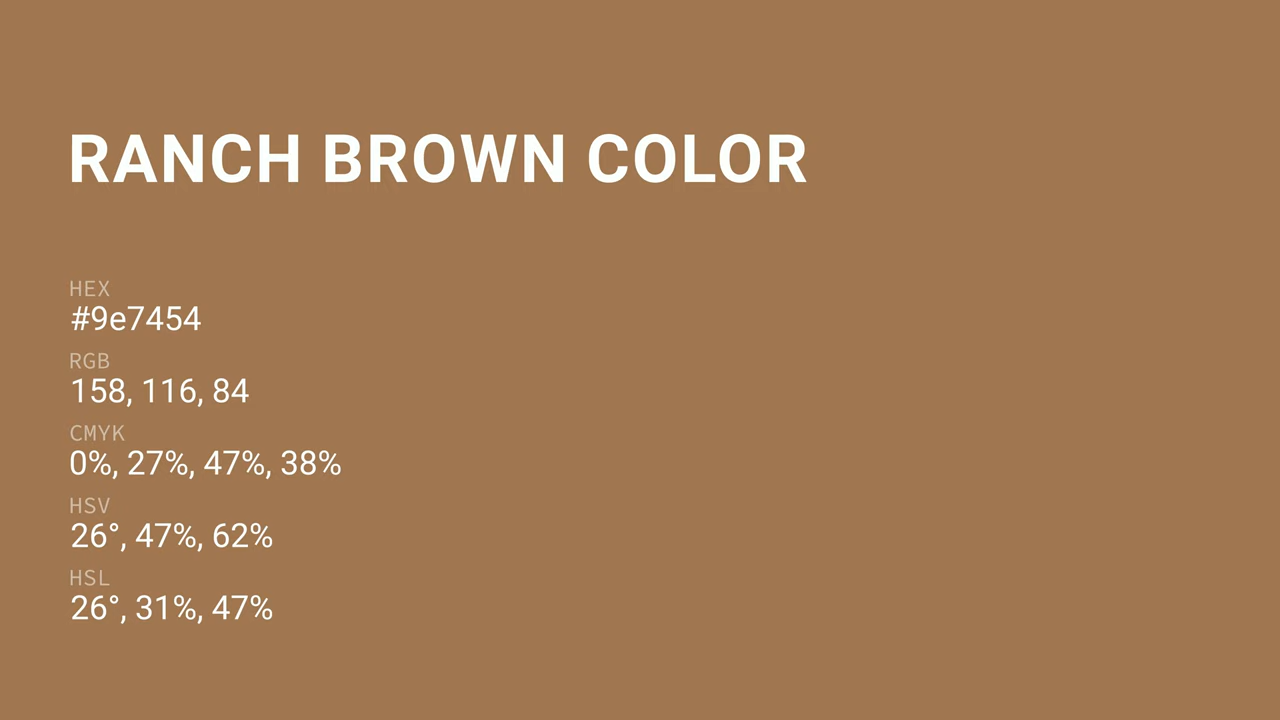 RANCH BROWN COLOR
HEX
#9e7454
RGB
158, 116, 84
CMYK
0%, 27%, 47%, 38%
HSV
26°, 47%, 62%
HSL
26°, 31%, 47%